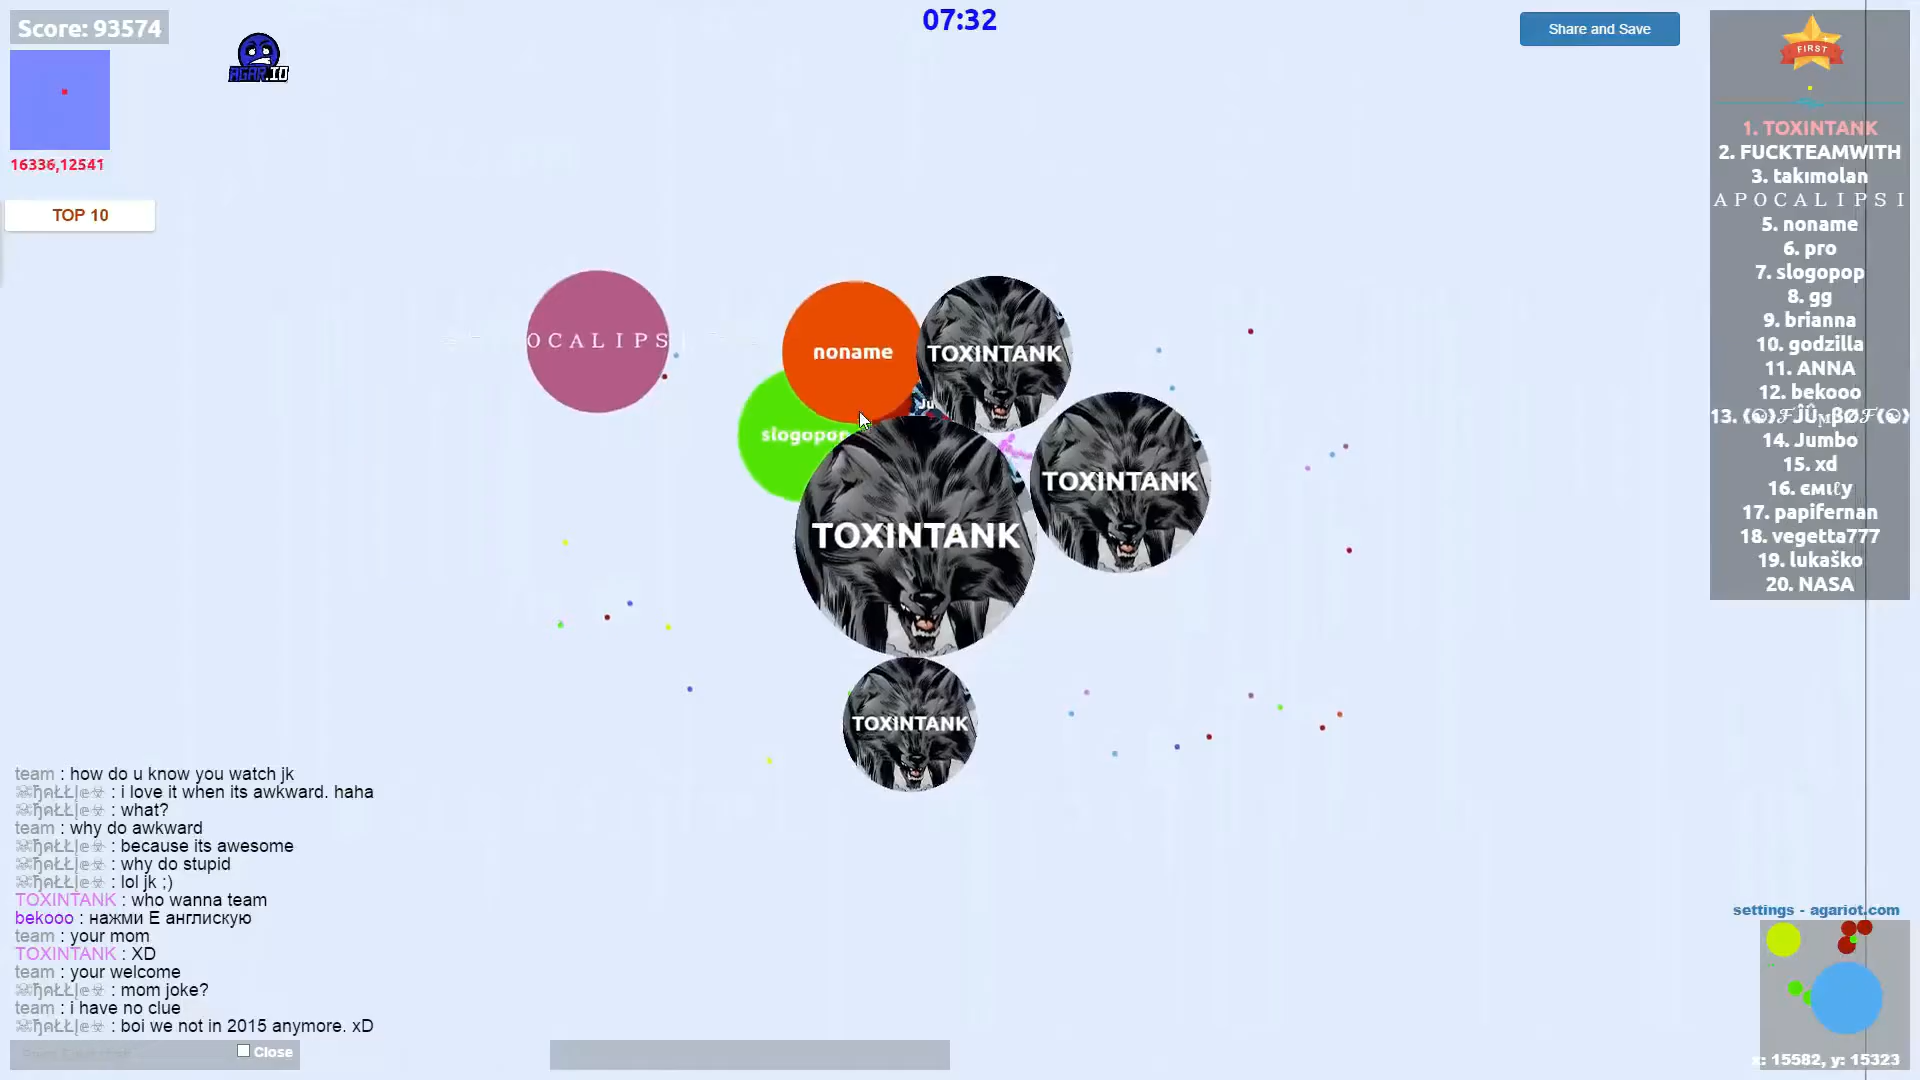 Score: 93574
07:32
Share and Save
AGAR.IO
FIRST
16336,12541
TOP 10
1. TOXINTANK
2. FUCKTEAMWITH
3. takımolan
A P O C A L I P S I
5. noname
6. pro
7. slogopop
8. gg
9. brianna
10. godzilla
11. ANNA
12. bekooo
14. Jumbo
15. xd
16. ємιℓy
17. papifernan
18. vegetta777
19. lukaško
20. NASA
O C A L I P S
noname
TOXINTANK
Ju
slogopop
TOXINTANK
TOXINTANK
TOXINTANK
team : how do u know you watch jk
: i love it when its awkward. haha
: what?
team : why do awkward
: because its awesome
: why do stupid
: lol jk ;)
TOXINTANK : who wanna team
bekooo : нажми Е англискую
team : your mom
TOXINTANK : XD
team : your welcome
: mom joke?
team : i have no clue
: boi we not in 2015 anymore. xD
Close
settings - agariot.com
x: 15582, y: 15323